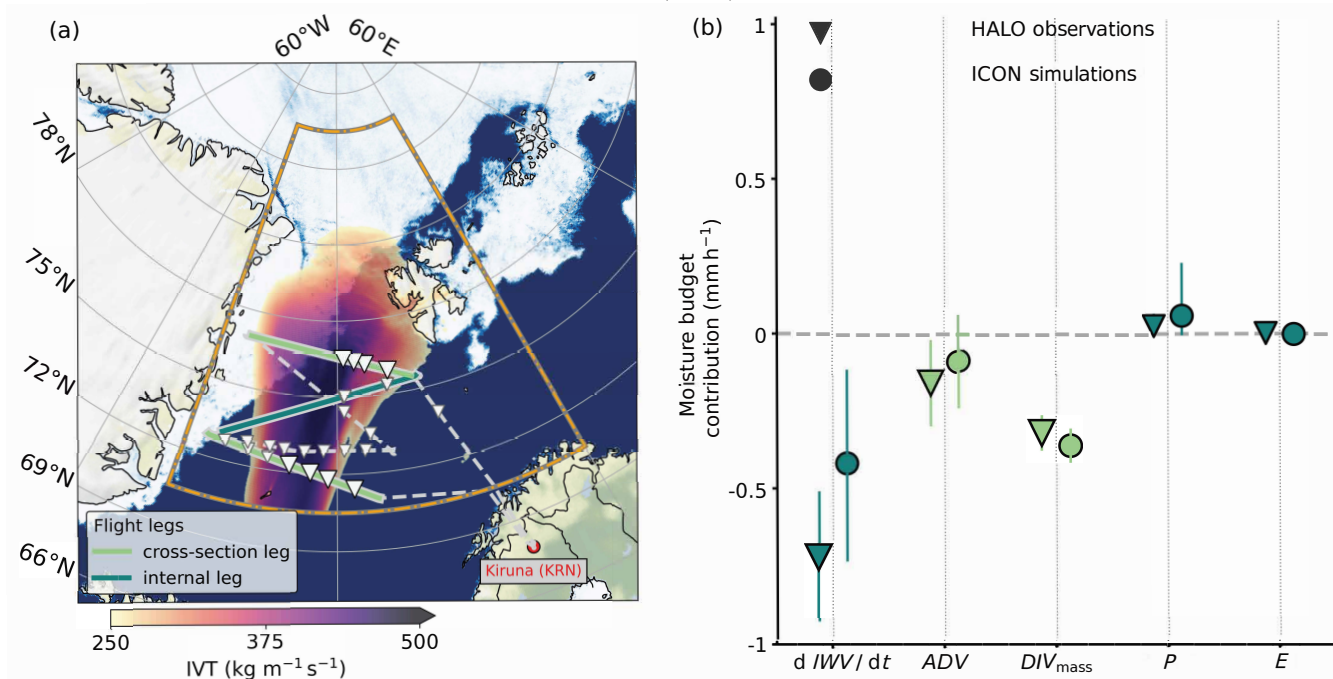 (a)
60°W
60°E
78°N
75°N
72°N
69°N
66°N
Flight legs
cross-section leg
internal leg
Kiruna (KRN)
250
375
500
IVT (kg m⁻¹ s⁻¹)
(b)
HALO observations
ICON simulations
Moisture budget
contribution (mm h⁻¹)
1
0.5
0
-0.5
-1
d IWV / dt
ADV
DIVmass
P
E